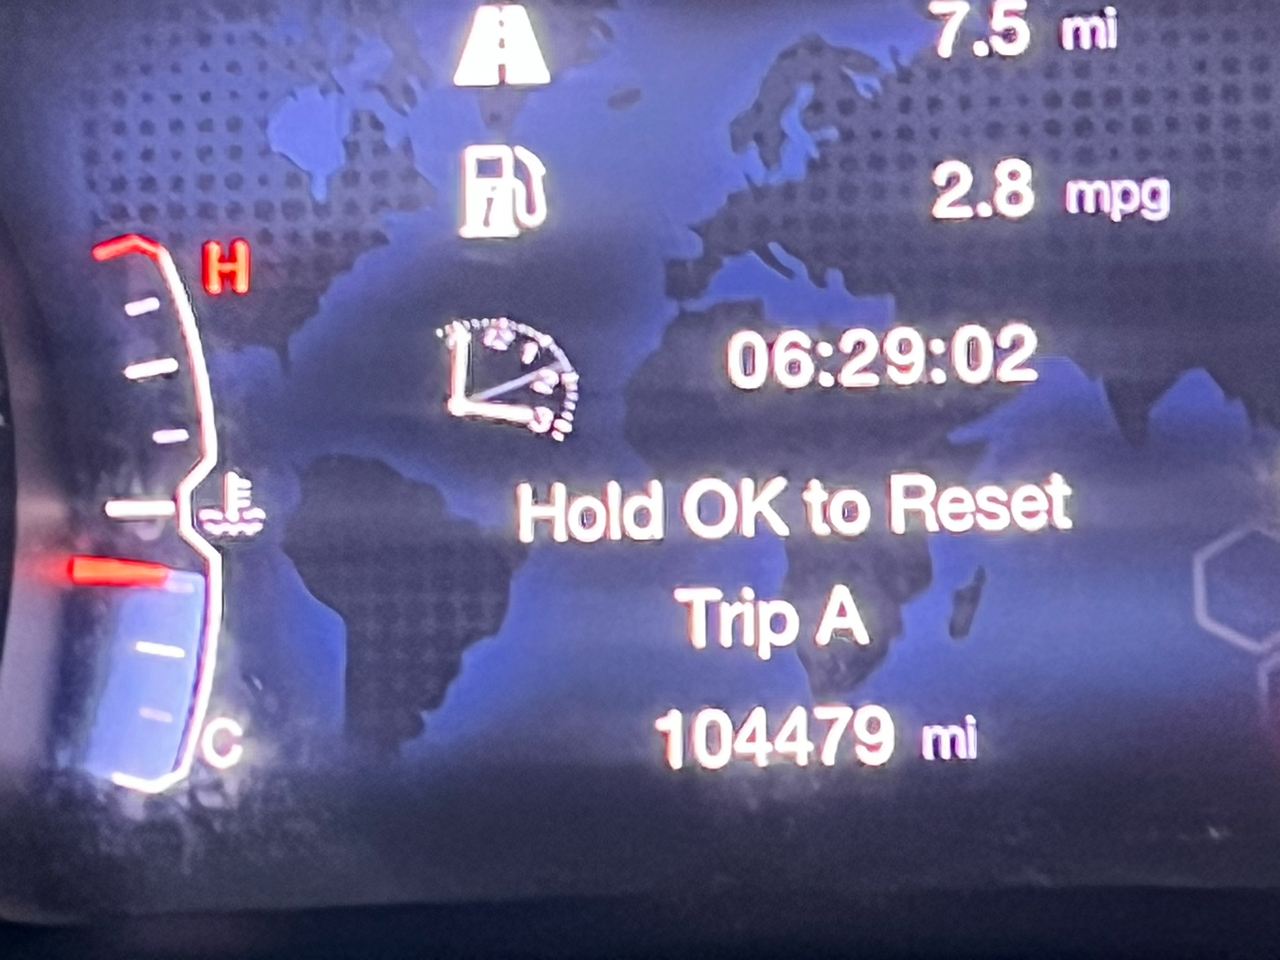 7.5 mi
2.8 mpg
H
06:29:02
Hold OK to Reset
Trip A
C
104479 mi